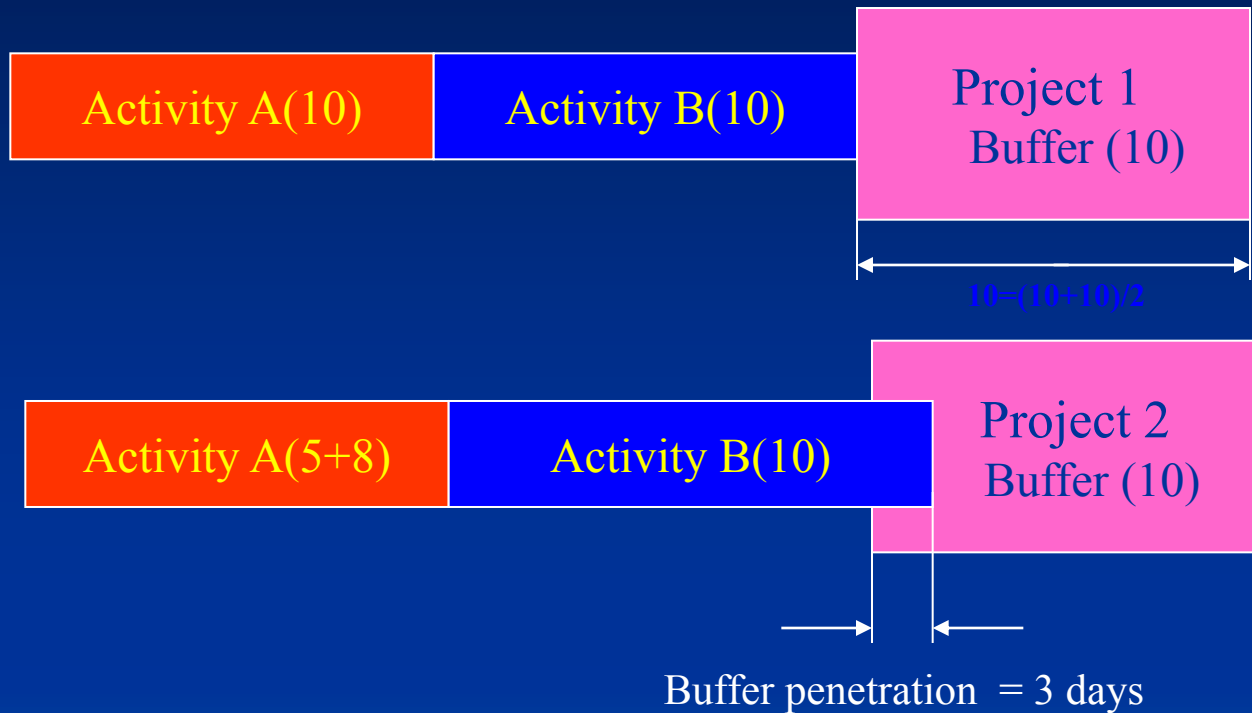 Activity A(10)
Activity B(10)
Project 1
Buffer (10)
10=(10+10)/2
Activity A(5+8)
Activity B(10)
Project 2
Buffer (10)
Buffer penetration = 3 days